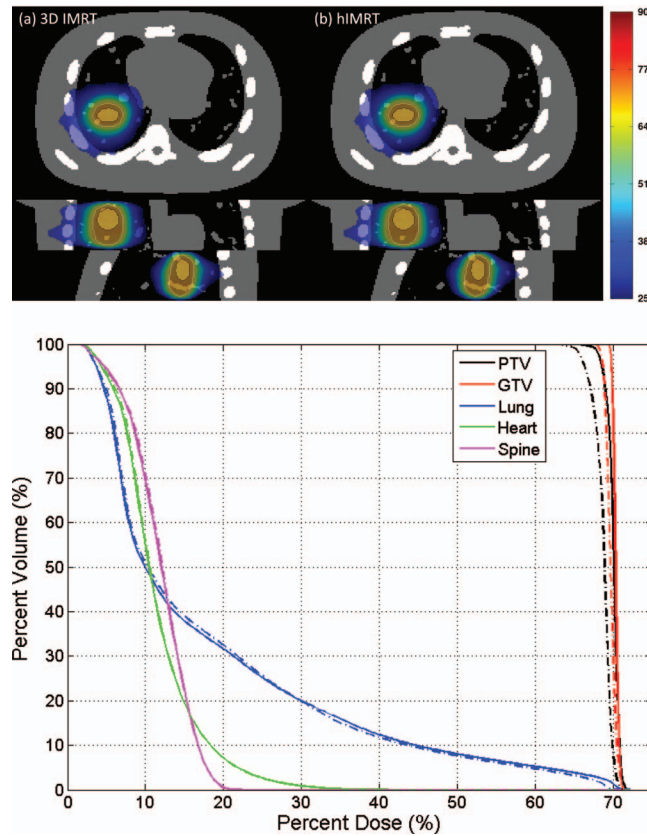 (a) 3D IMRT
(b) hIMRT
90
77
64
51
38
25
100
90
80
70
60
50
40
30
20
10
0
Percent Volume (%)
PTV
GTV
Lung
Heart
Spine
0 10 20 30 40 50 60 70
Percent Dose (%)